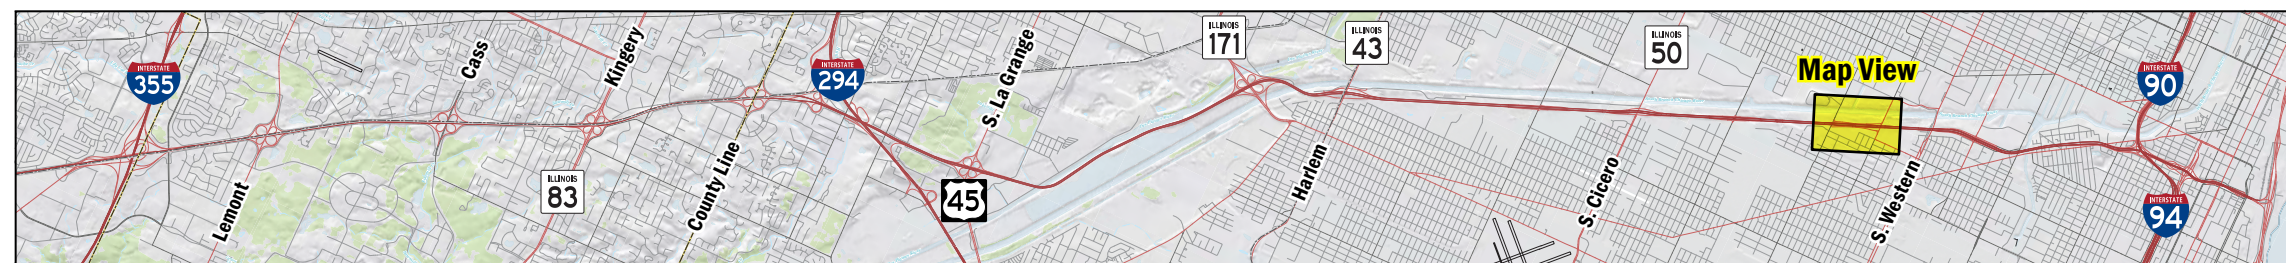 INTERSTATE
355
Lemont
Cass
ILLINOIS
83
Kingery
County Line
INTERSTATE
294
45
S. La Grange
ILLINOIS
171
Harlem
ILLINOIS
43
S. Cicero
ILLINOIS
50
Map View
S. Western
INTERSTATE
90
INTERSTATE
94